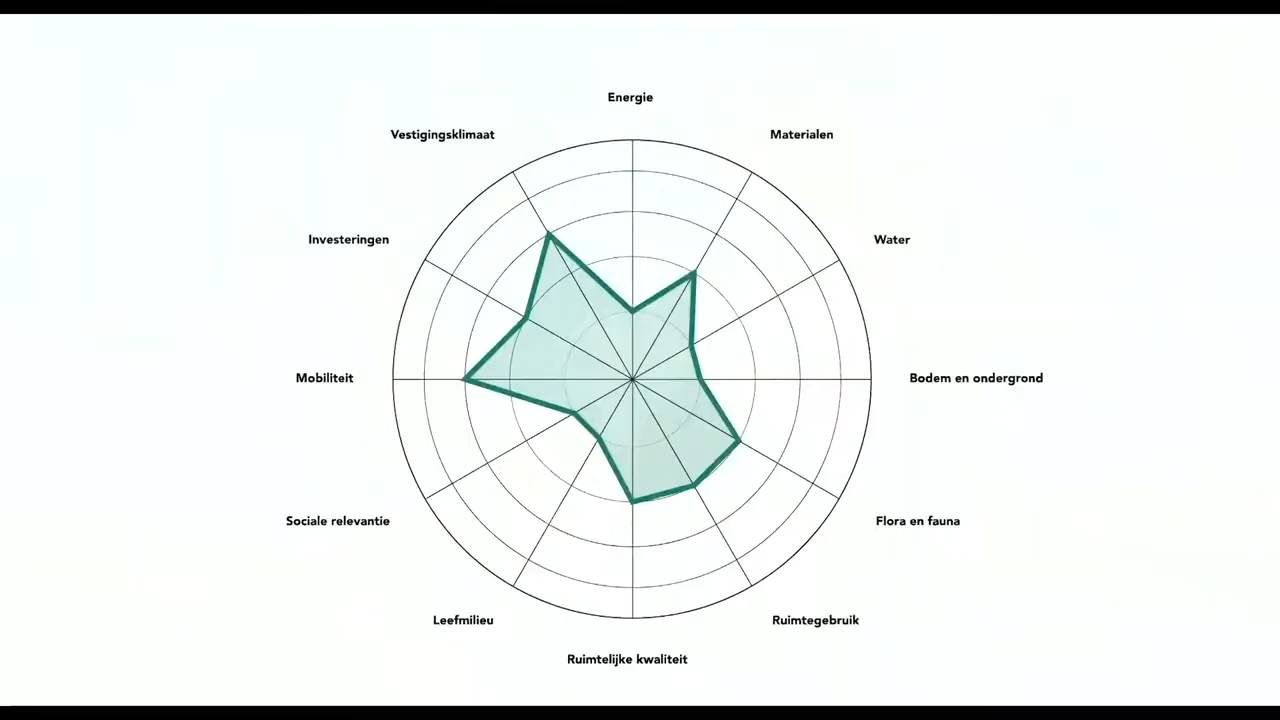 Energie
Vestigingsklimaat
Materialen
Investeringen
Water
Mobiliteit
Bodem en ondergrond
Sociale relevantie
Flora en fauna
Leefmilieu
Ruimtegebruik
Ruimtelijke kwaliteit